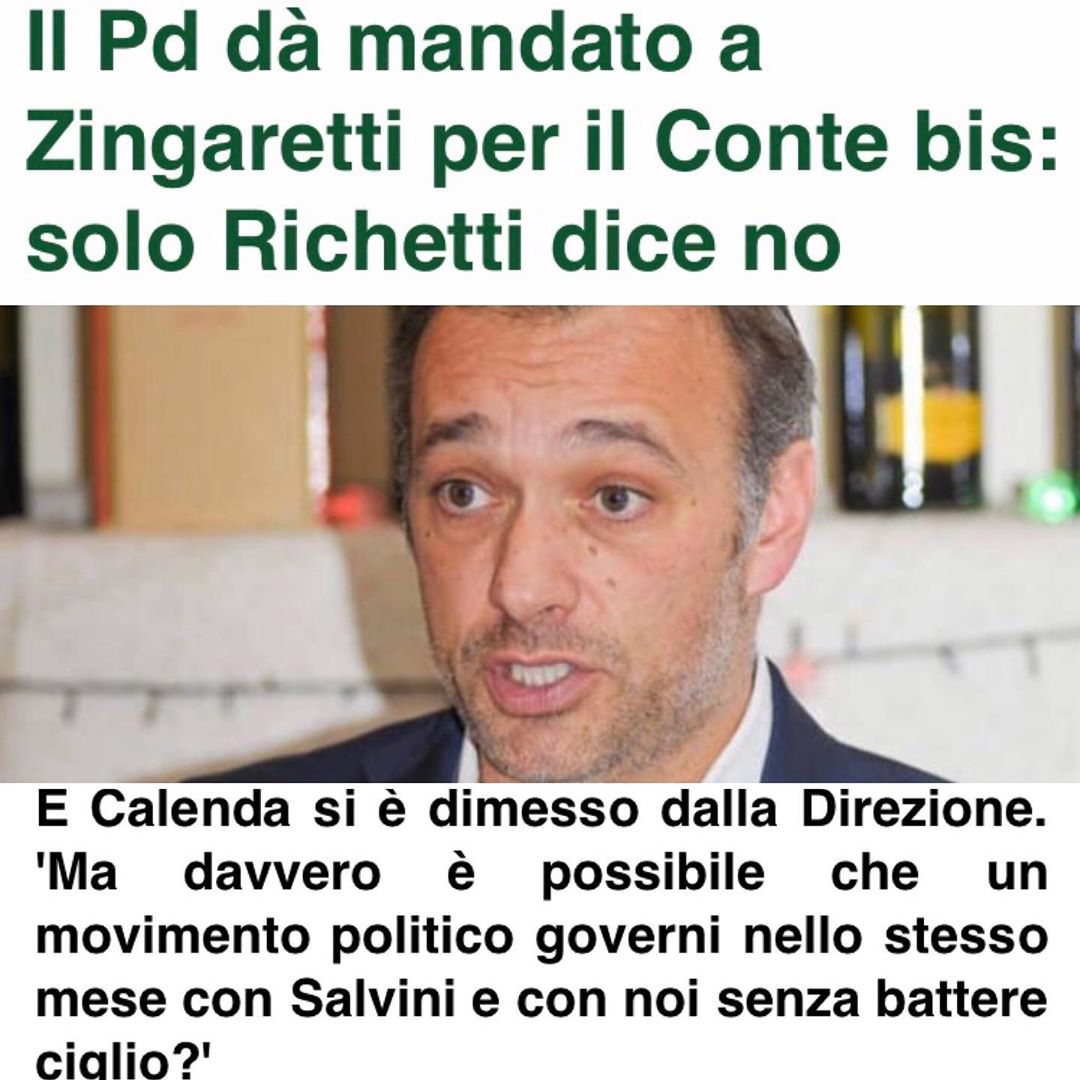 Il Pd dà mandato a
Zingaretti per il Conte bis:
solo Richetti dice no
E Calenda si è dimesso dalla Direzione.
'Ma davvero è possibile che un
movimento politico governi nello stesso
mese con Salvini e con noi senza battere
ciglio?'